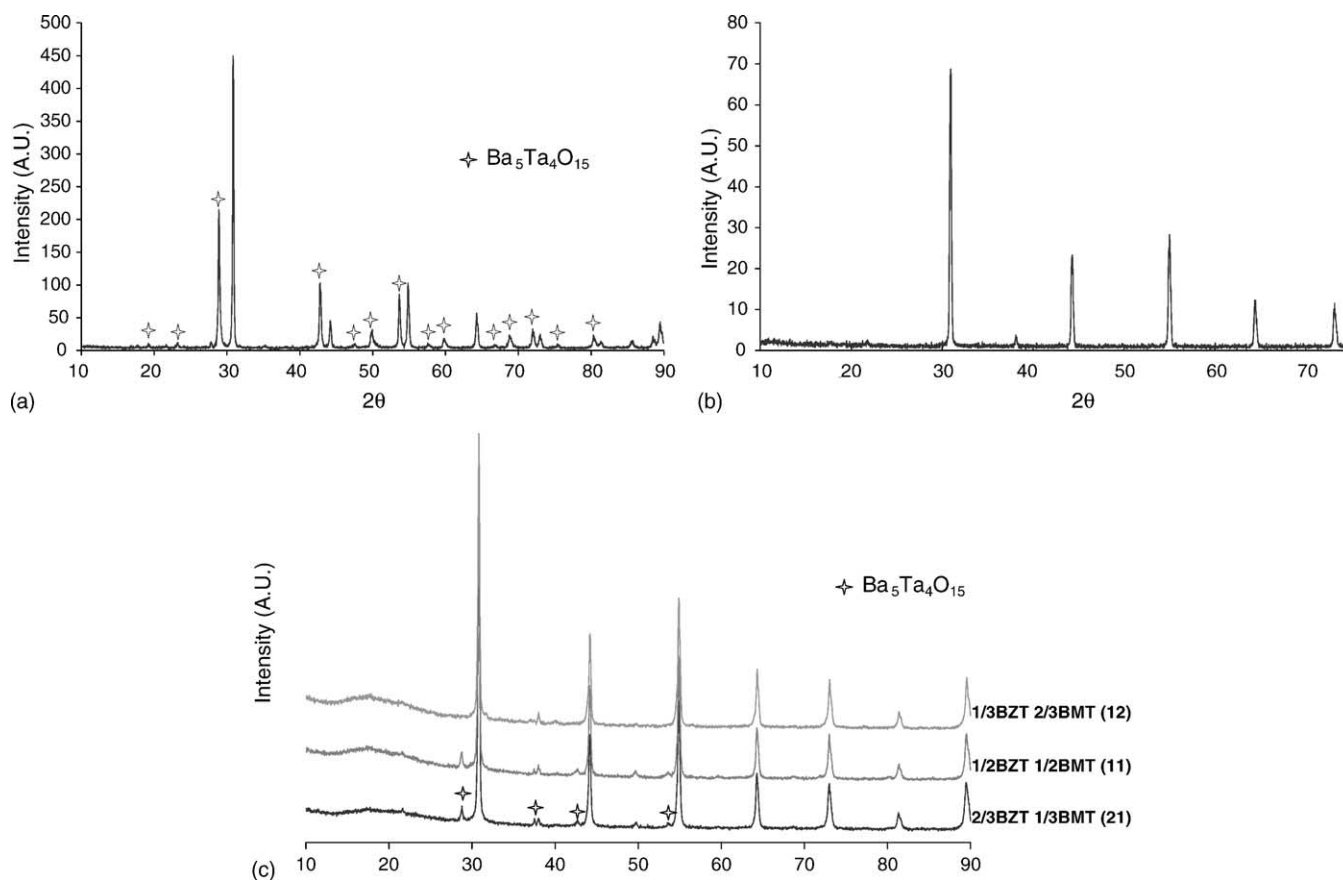 500
450
400
350
300
250
200
150
100
50
0
Intensity (A.U.)
Ba5Ta4O15
10 20 30 40 50 60 70 80 90
2θ
(a)
80
70
60
50
40
30
20
10
0
Intensity (A.U.)
10 20 30 40 50 60 70
2θ
(b)
Intensity (A.U.)
Ba5Ta4O15
1/3BZT 2/3BMT (12)
1/2BZT 1/2BMT (11)
2/3BZT 1/3BMT (21)
10 20 30 40 50 60 70 80 90
(c)